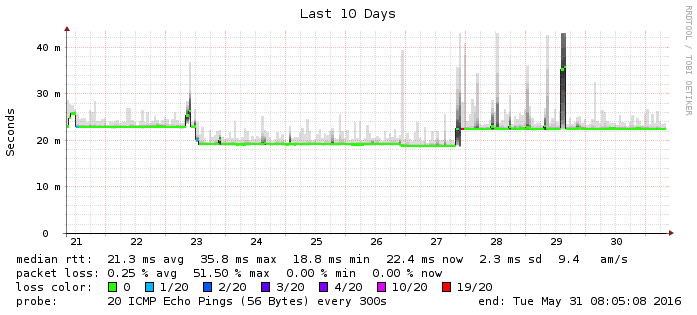 Last 10 Days
RRDTOOL / TOBI OETIKER
Seconds
40 m
30 m
20 m
10 m
0
21 22 23 24 25 26 27 28 29 30
median rtt: 21.3 ms avg 35.8 ms max 18.8 ms min 22.4 ms now 2.3 ms sd 9.4 am/s
packet loss: 0.25 % avg 51.50 % max 0.00 % min 0.00 % now
loss color: 0 1/20 2/20 3/20 4/20 10/20 19/20
probe: 20 ICMP Echo Pings (56 Bytes) every 300s end: Tue May 31 08:05:08 2016